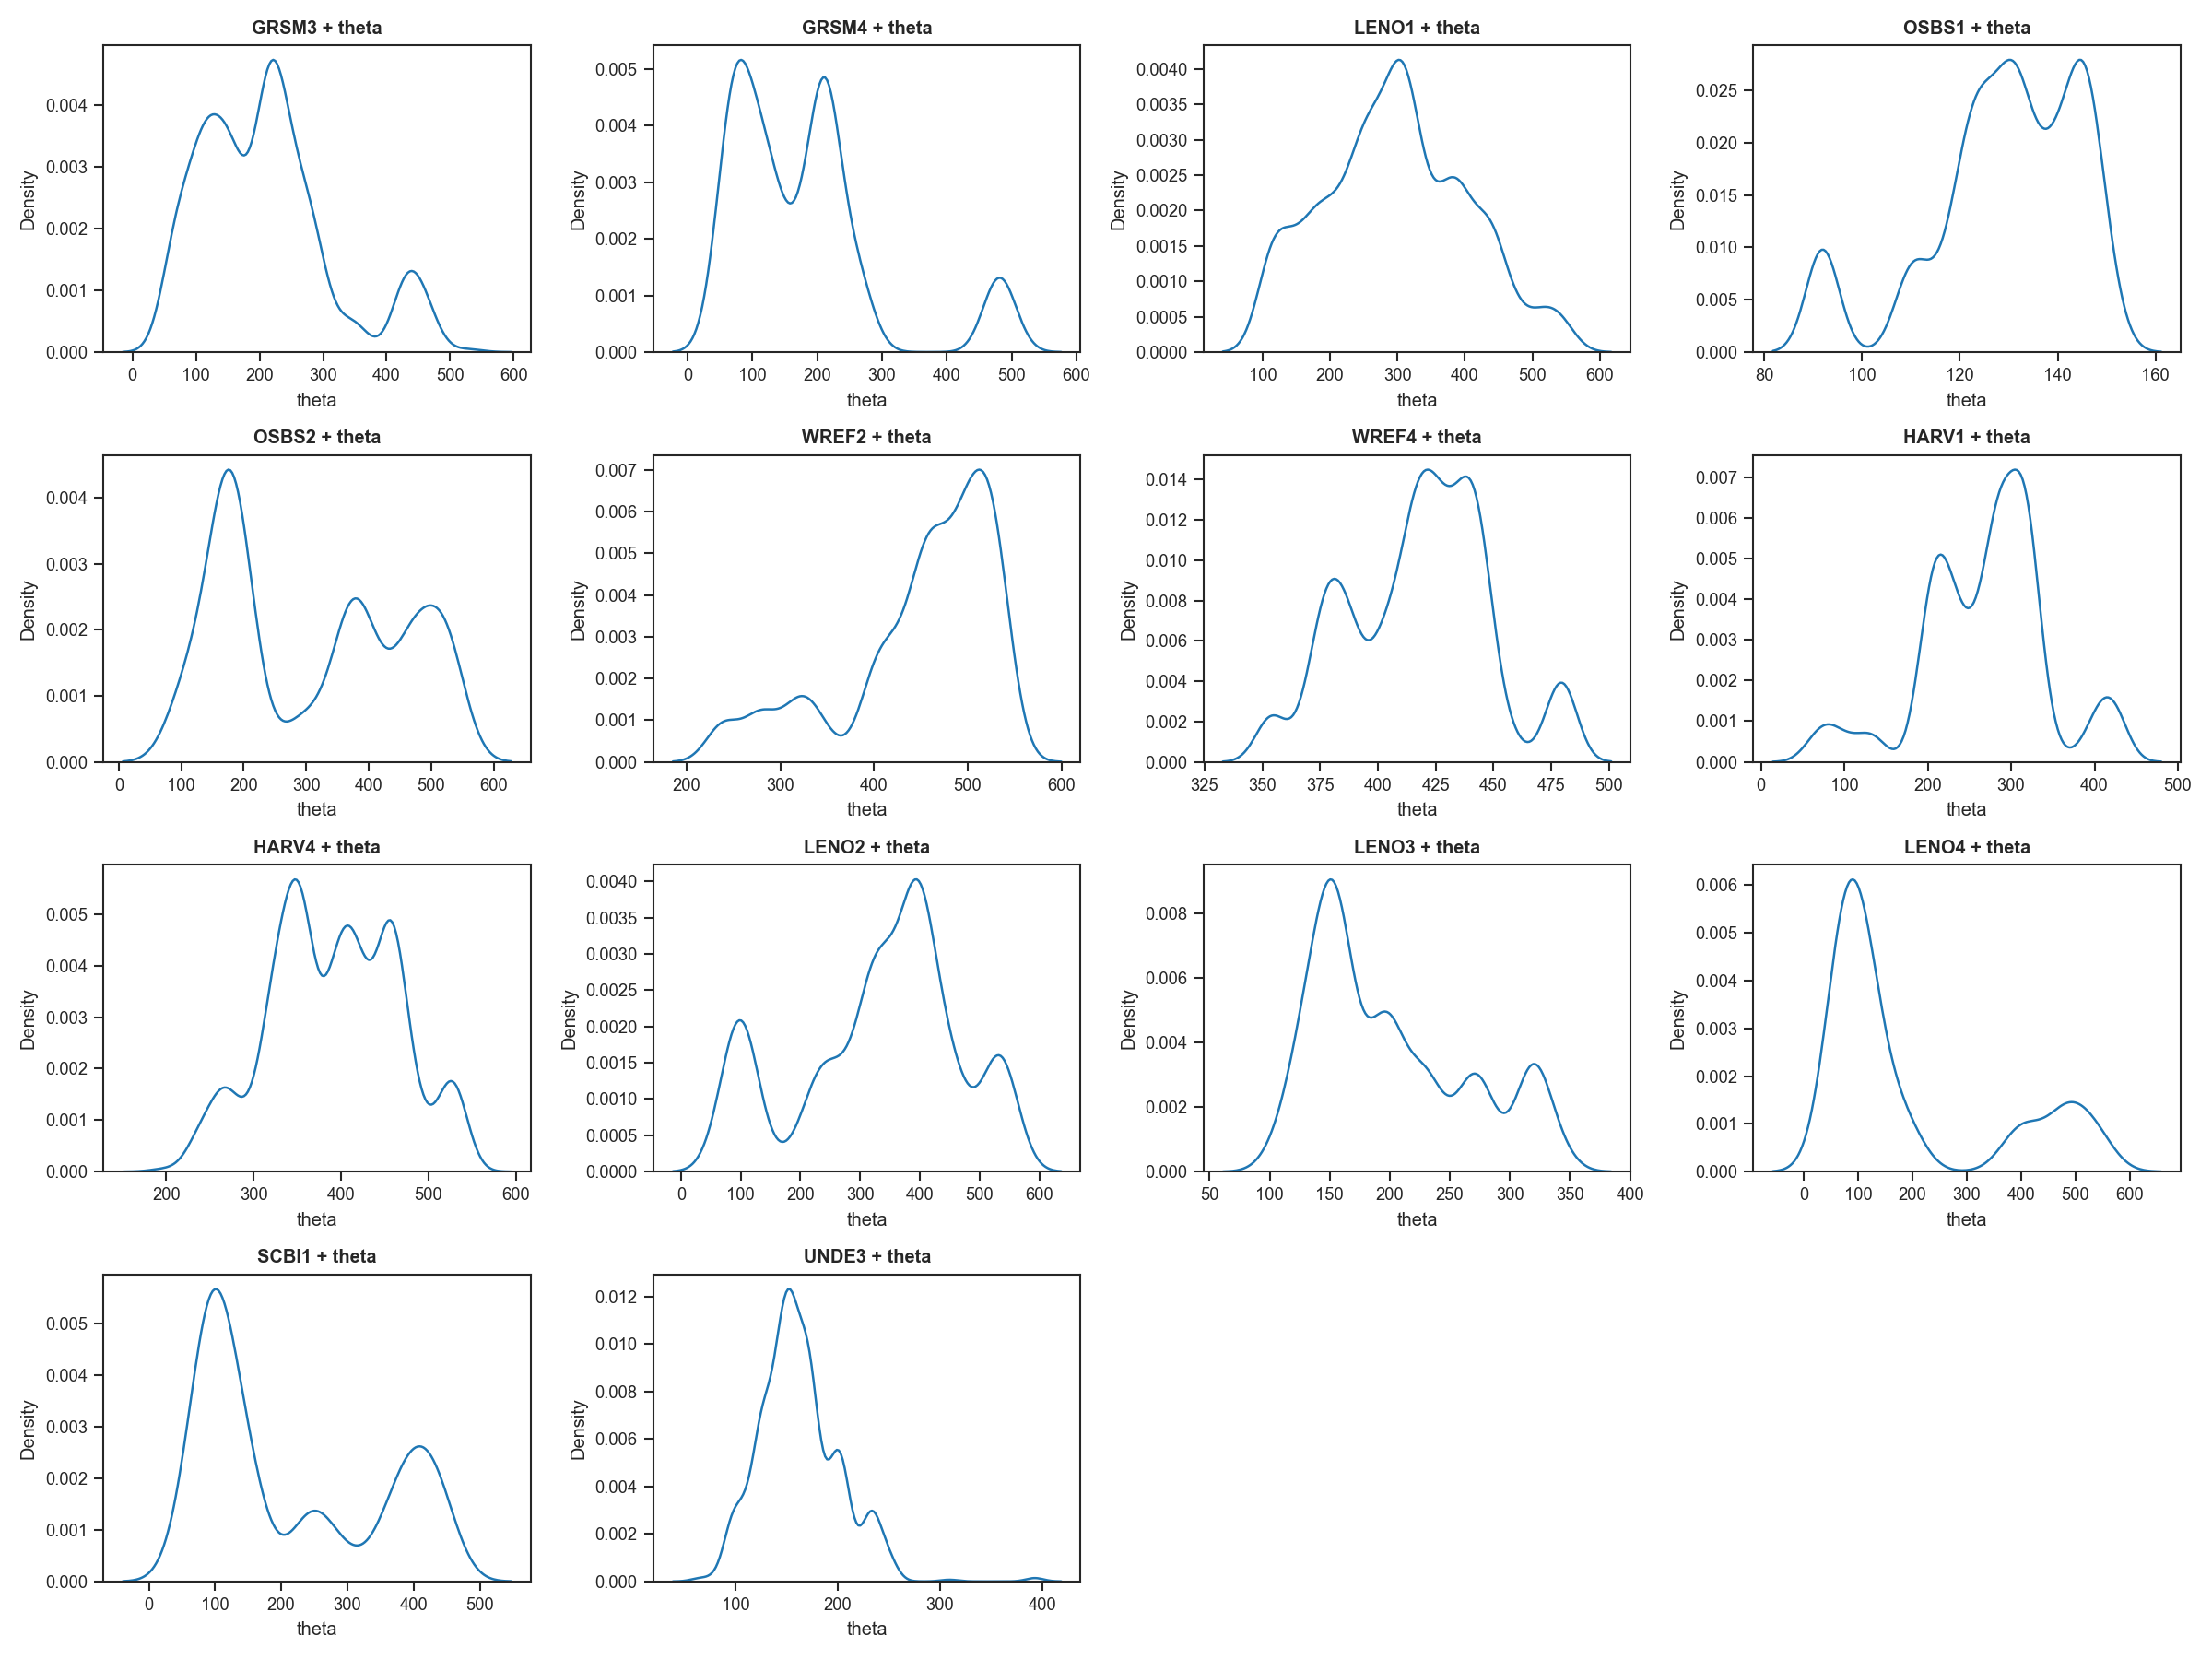 GRSM3 + theta
0.004
0.003
0.002
0.001
0.000
Density
0 100 200 300 400 500 600
theta
GRSM4 + theta
0.005
0.004
0.003
0.002
0.001
0.000
Density
0 100 200 300 400 500 600
theta
LENO1 + theta
0.0040
0.0035
0.0030
0.0025
0.0020
0.0015
0.0010
0.0005
0.0000
Density
100 200 300 400 500 600
theta
OSBS1 + theta
0.025
0.020
0.015
0.010
0.005
0.000
Density
80 100 120 140 160
theta
OSBS2 + theta
0.004
0.003
0.002
0.001
0.000
Density
0 100 200 300 400 500 600
theta
WREF2 + theta
0.007
0.006
0.005
0.004
0.003
0.002
0.001
0.000
Density
200 300 400 500 600
theta
WREF4 + theta
0.014
0.012
0.010
0.008
0.006
0.004
0.002
0.000
Density
325 350 375 400 425 450 475 500
theta
HARV1 + theta
0.007
0.006
0.005
0.004
0.003
0.002
0.001
0.000
Density
0 100 200 300 400 500
theta
HARV4 + theta
0.005
0.004
0.003
0.002
0.001
0.000
Density
200 300 400 500 600
theta
LENO2 + theta
0.0040
0.0035
0.0030
0.0025
0.0020
0.0015
0.0010
0.0005
0.0000
Density
0 100 200 300 400 500 600
theta
LENO3 + theta
0.008
0.006
0.004
0.002
0.000
Density
50 100 150 200 250 300 350 400
theta
LENO4 + theta
0.006
0.005
0.004
0.003
0.002
0.001
0.000
Density
0 100 200 300 400 500 600
theta
SCBI1 + theta
0.005
0.004
0.003
0.002
0.001
0.000
Density
0 100 200 300 400 500
theta
UNDE3 + theta
0.012
0.010
0.008
0.006
0.004
0.002
0.000
Density
100 200 300 400
theta